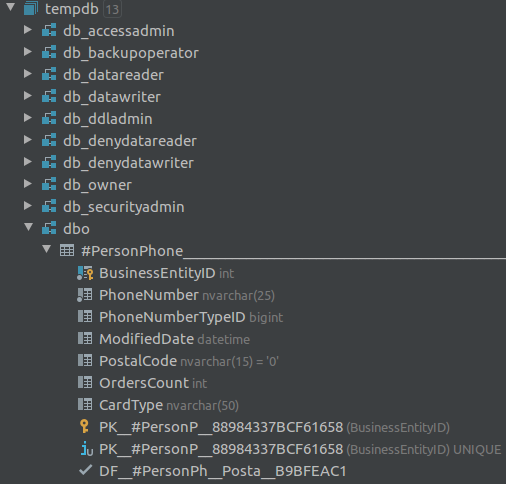 tempdb 13
db_accessadmin
db_backupoperator
db_datareader
db_datawriter
db_ddladmin
db_denydatareader
db_denydatawriter
db_owner
db_securityadmin
dbo
#PersonPhone___________________________________________
BusinessEntityID int
PhoneNumber nvarchar(25)
PhoneNumberTypeID bigint
ModifiedDate datetime
PostalCode nvarchar(15) = '0'
OrdersCount int
CardType nvarchar(50)
PK__#PersonP__88984337BCF61658 (BusinessEntityID)
PK__#PersonP__88984337BCF61658 (BusinessEntityID) UNIQUE
DF__#PersonPh__Posta__B9BFEAC1